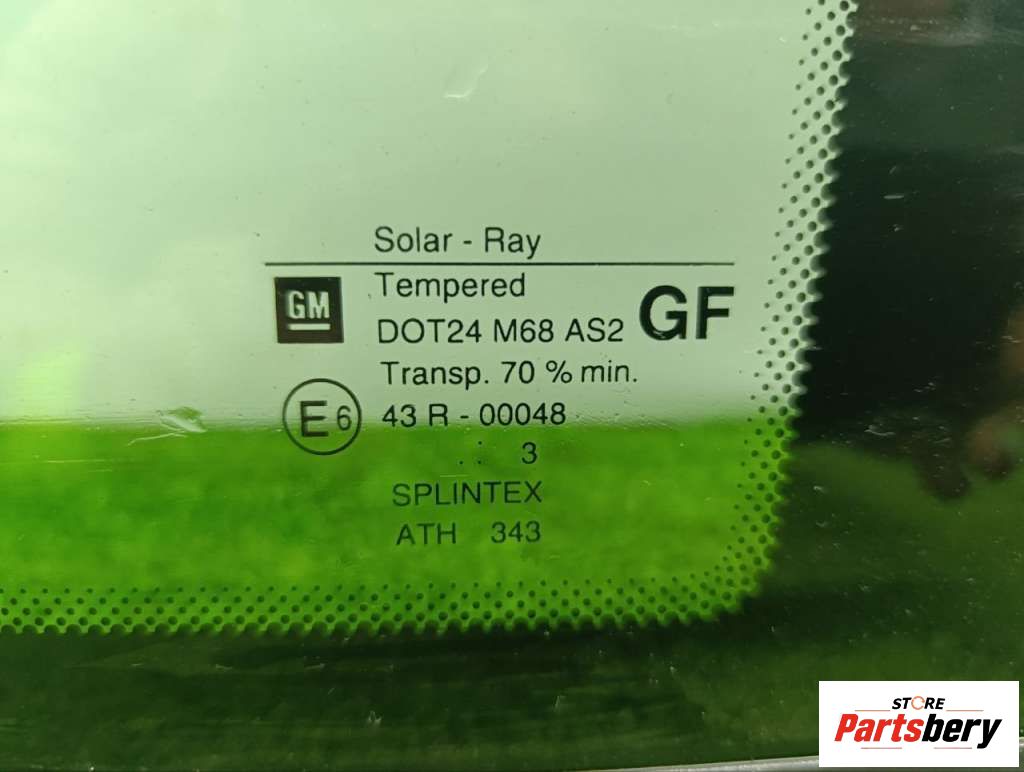 Solar - Ray
GM
Tempered
DOT24 M68 AS2
GF
Transp. 70 % min.
E6
43 R - 00048
. : 3
SPLINTEX
ATH 343
STORE
Partsbery